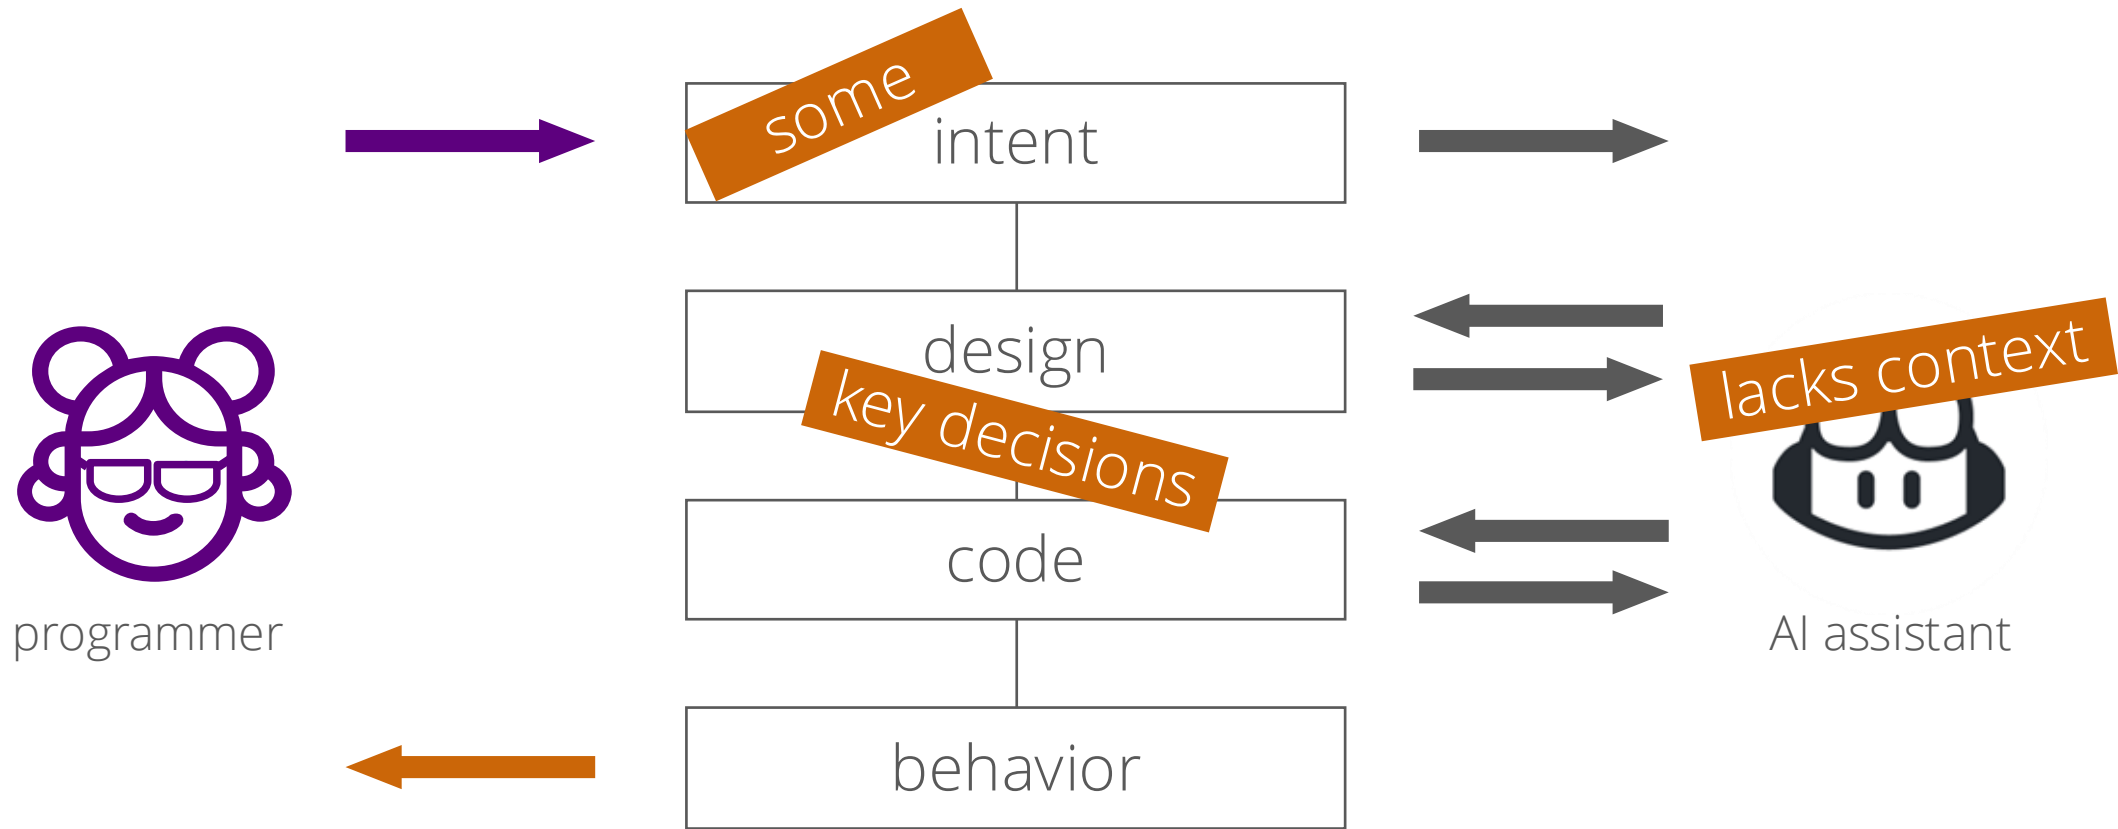 some
intent
design
key decisions
lacks context
code
programmer
AI assistant
behavior